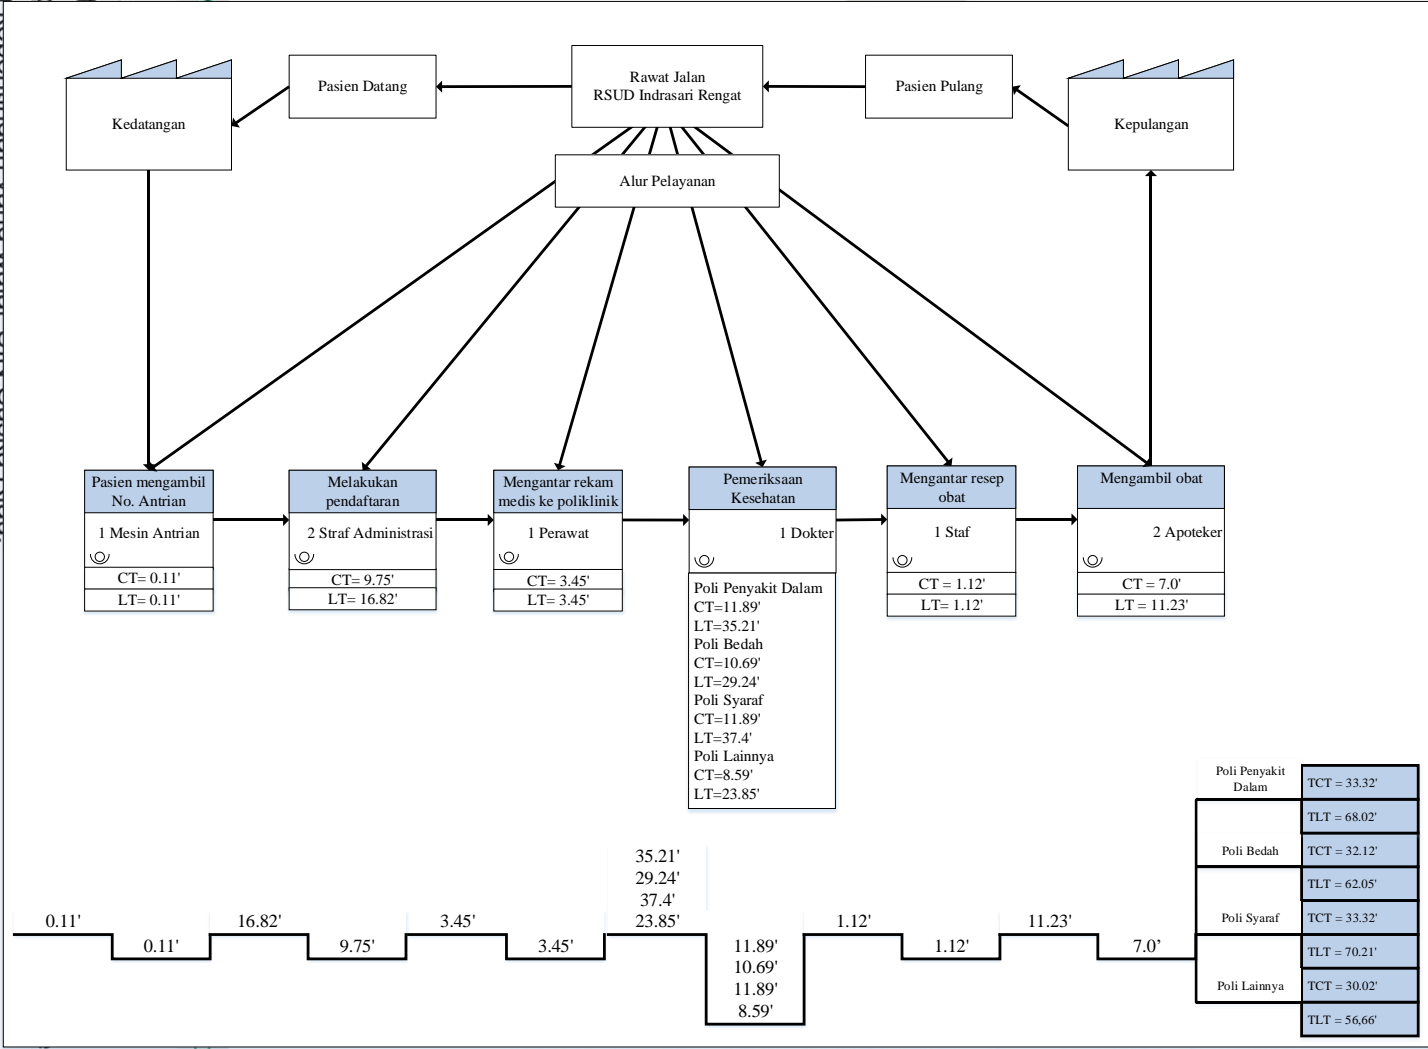 Kedatangan
Pasien Datang
Rawat Jalan
RSUD Indrasari Rengat
Pasien Pulang
Kepulangan
Alur Pelayanan
Pasien mengambil
No. Antrian
1 Mesin Antrian
CT= 0.11'
LT= 0.11'
Melakukan
pendaftaran
2 Straf Administrasi
CT= 9.75'
LT= 16.82'
Mengantar rekam
medis ke poliklinik
1 Perawat
CT= 3.45'
LT= 3.45'
Pemeriksaan
Kesehatan
1 Dokter
Poli Penyakit Dalam
CT=11.89'
LT=35.21'
Poli Bedah
CT=10.69'
LT=29.24'
Poli Syaraf
CT=11.89'
LT=37.4'
Poli Lainnya
CT=8.59'
LT=23.85'
Mengantar resep
obat
1 Staf
CT = 1.12'
LT= 1.12'
Mengambil obat
2 Apoteker
CT = 7.0'
LT = 11.23'
0.11'
0.11'
16.82'
9.75'
3.45'
3.45'
35.21'
29.24'
37.4'
23.85'
11.89'
10.69'
11.89'
8.59'
1.12'
1.12'
11.23'
7.0’
Poli Penyakit
Dalam
TCT = 33.32'
TLT = 68.02'
Poli Bedah
TCT = 32.12'
TLT = 62.05'
Poli Syaraf
TCT = 33.32'
TLT = 70.21'
Poli Lainnya
TCT = 30.02'
TLT = 56,66'